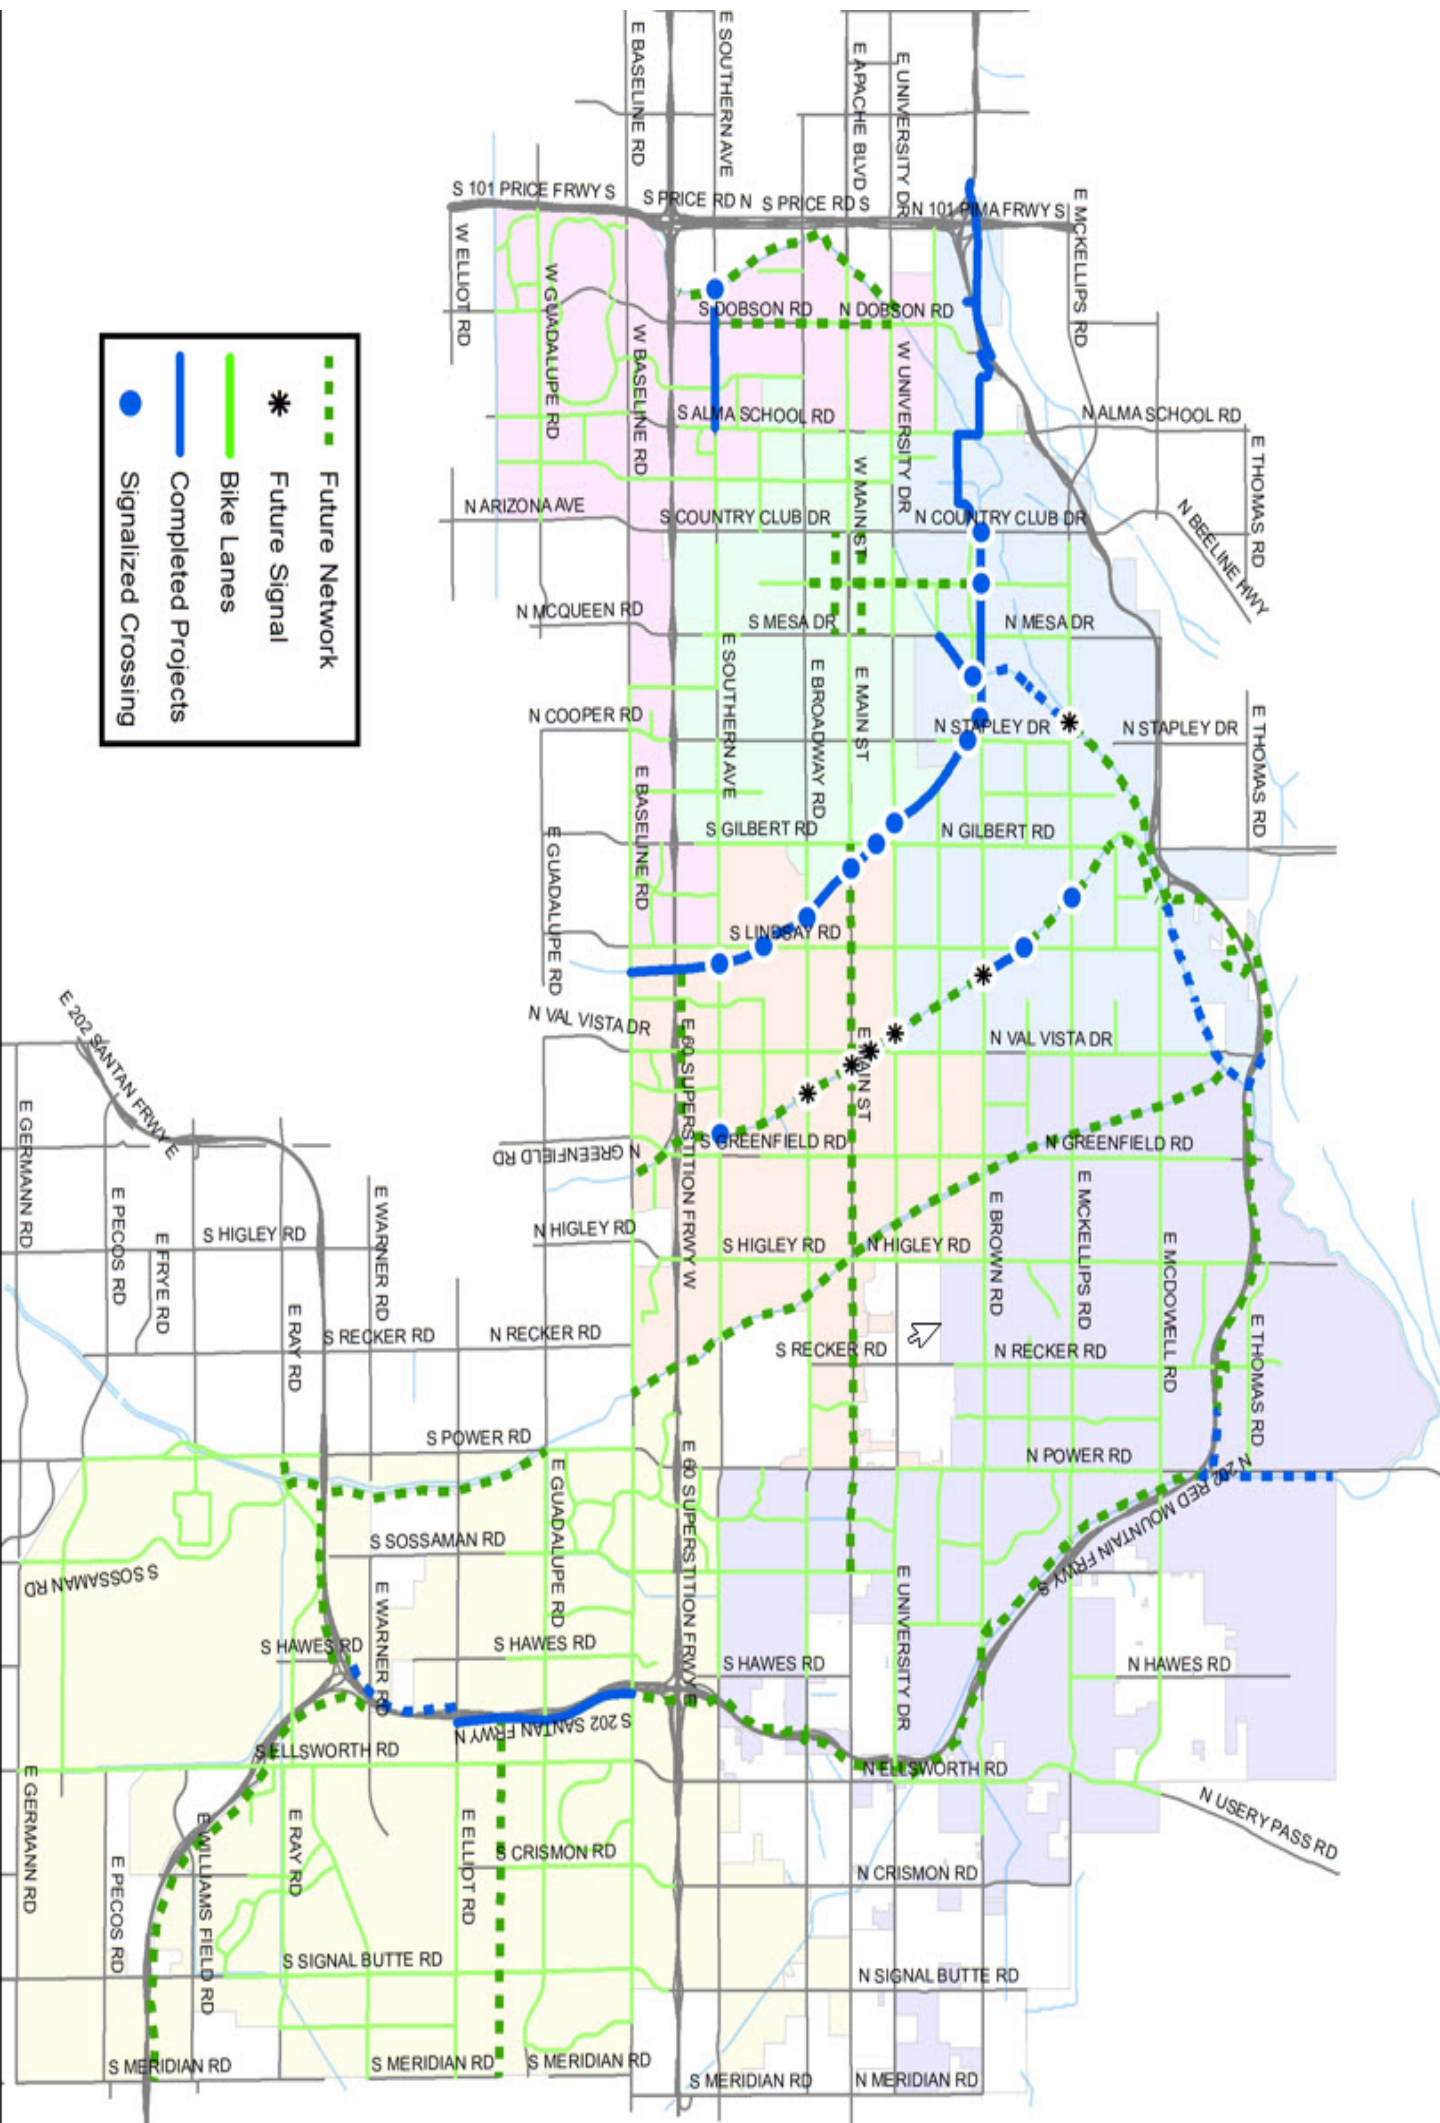 E BASELINE RD
E SOUTHERN AVE
E APACHE BLVD
E UNIVERSITY DR
S 101 PRICE FRWY S
S PRICE RD N
S PRICE RD S
N 101 PIMA FRWY S
E MCKELLIPS RD
W ELLIOT RD
W GUADALUPE RD
W BASELINE RD
S DOBSON RD
N DOBSON RD
W UNIVERSITY DR
S ALMA SCHOOL RD
N ALMA SCHOOL RD
E THOMAS RD
W MAIN ST
N ARIZONA AVE
S COUNTRY CLUB DR
N COUNTRY CLUB DR
N BEELINE HWY
N MCQUEEN RD
S MESA DR
N MESA DR
E SOUTHERN AVE
E BROADWAY RD
E MAIN ST
N COOPER RD
N STAPLEY DR
N STAPLEY DR
E THOMAS RD
E BASELINE RD
E GUADALUPE RD
S GILBERT RD
N GILBERT RD
S LINDSAY RD
Future Network
Future Signal
Bike Lanes
Completed Projects
Signalized Crossing
E 202 SANTAN FRWY E
N VAL VISTA DR
N VAL VISTA DR
E 60 SUPERSTITION FRWY W
E MAIN ST
E GERMANN RD
N GREENFIELD RD
S GREENFIELD RD
N GREENFIELD RD
E PECOS RD
E FRYE RD
S HIGLEY RD
E WARNER RD
N HIGLEY RD
S HIGLEY RD
N HIGLEY RD
E BROWN RD
E MCKELLIPS RD
E MCDOWELL RD
E THOMAS RD
E RAY RD
S RECKER RD
N RECKER RD
S RECKER RD
N RECKER RD
S POWER RD
N POWER RD
E GUADALUPE RD
E 60 SUPERSTITION FRWY E
N 202 RED MOUNTAIN FRWY S
S SOSSAMAN RD
S SOSSAMAN RD
E WARNER RD
E UNIVERSITY DR
S HAWES RD
S HAWES RD
S HAWES RD
N HAWES RD
S 202 SANTAN FRWY N
S ELLSWORTH RD
N ELLSWORTH RD
N USERY PASS RD
E GERMANN RD
E PECOS RD
E WILLIAMS FIELD RD
E RAY RD
E ELLIOT RD
S CRISMON RD
N CRISMON RD
S SIGNAL BUTTE RD
N SIGNAL BUTTE RD
S MERIDIAN RD
S MERIDIAN RD
S MERIDIAN RD
S MERIDIAN RD
N MERIDIAN RD